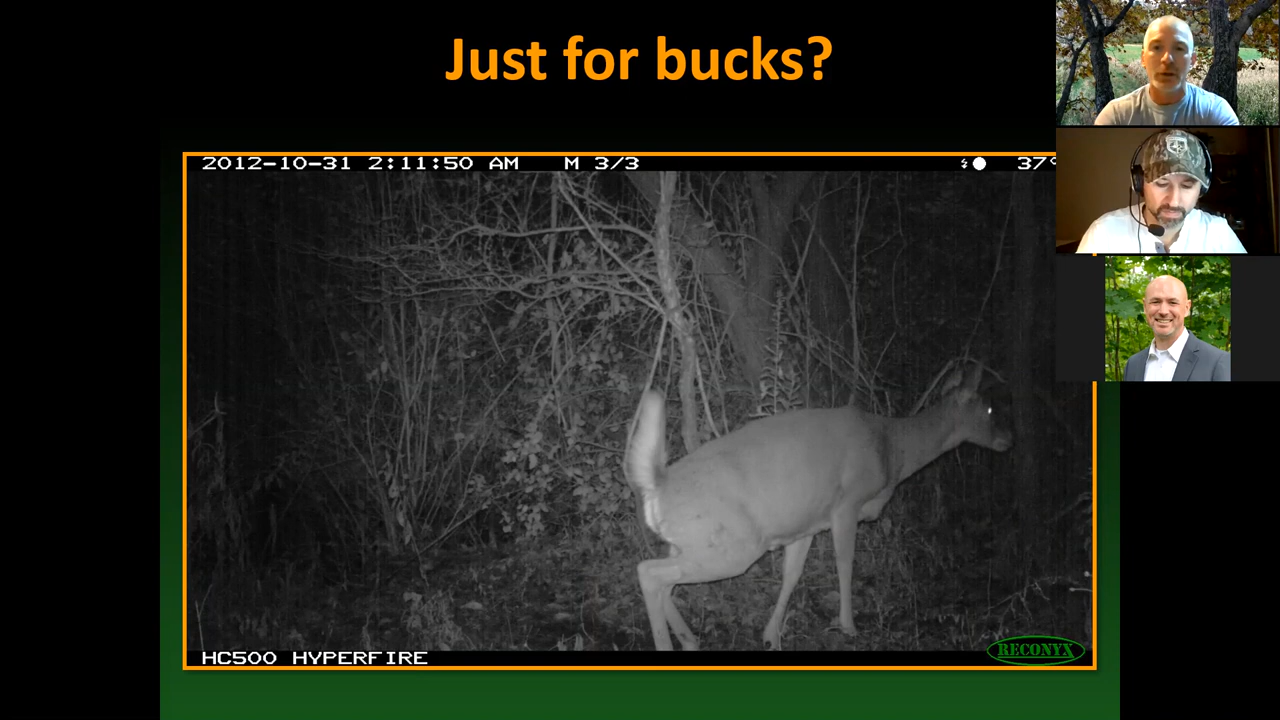 Just for bucks?
2012-10-31 2:11:50 AM M 3/3 37°
HC500 HYPERFIRE
RECONYX